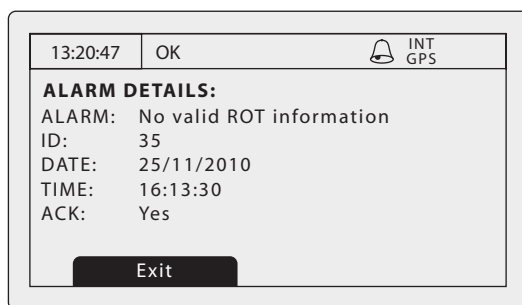 13:20:47 OK INT
GPS
ALARM DETAILS:
ALARM: No valid ROT information
ID: 35
DATE: 25/11/2010
TIME: 16:13:30
ACK: Yes
Exit